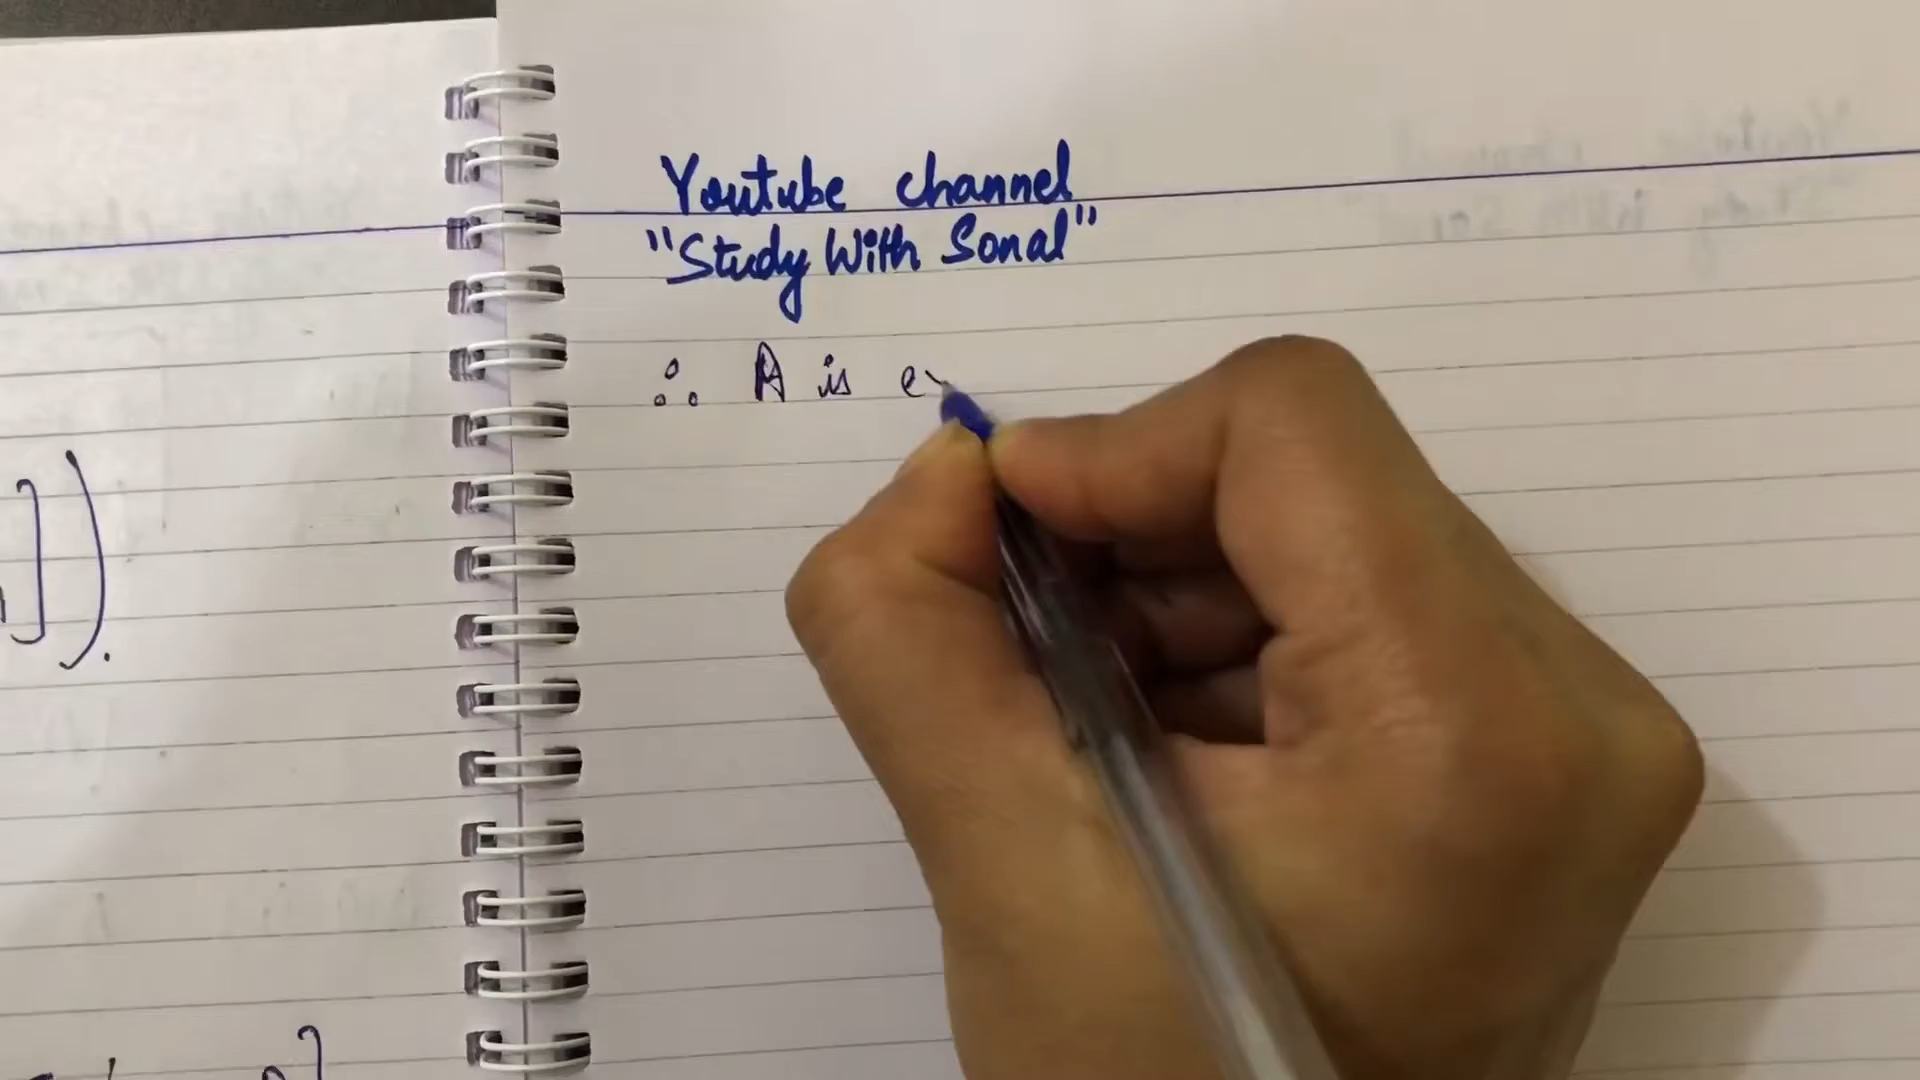 Youtube channel
"Study With Sonal"
∴ A is
])
.
]